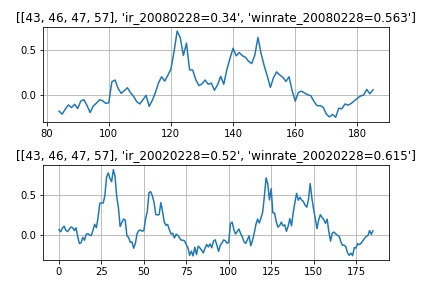 [[43, 46, 47, 57], 'ir_20080228=0.34', 'winrate_20080228=0.563']
0.5
0.0
80 100 120 140 160 180
[[43, 46, 47, 57], 'ir_20020228=0.52', 'winrate_20020228=0.615']
0.5
0.0
0 25 50 75 100 125 150 175